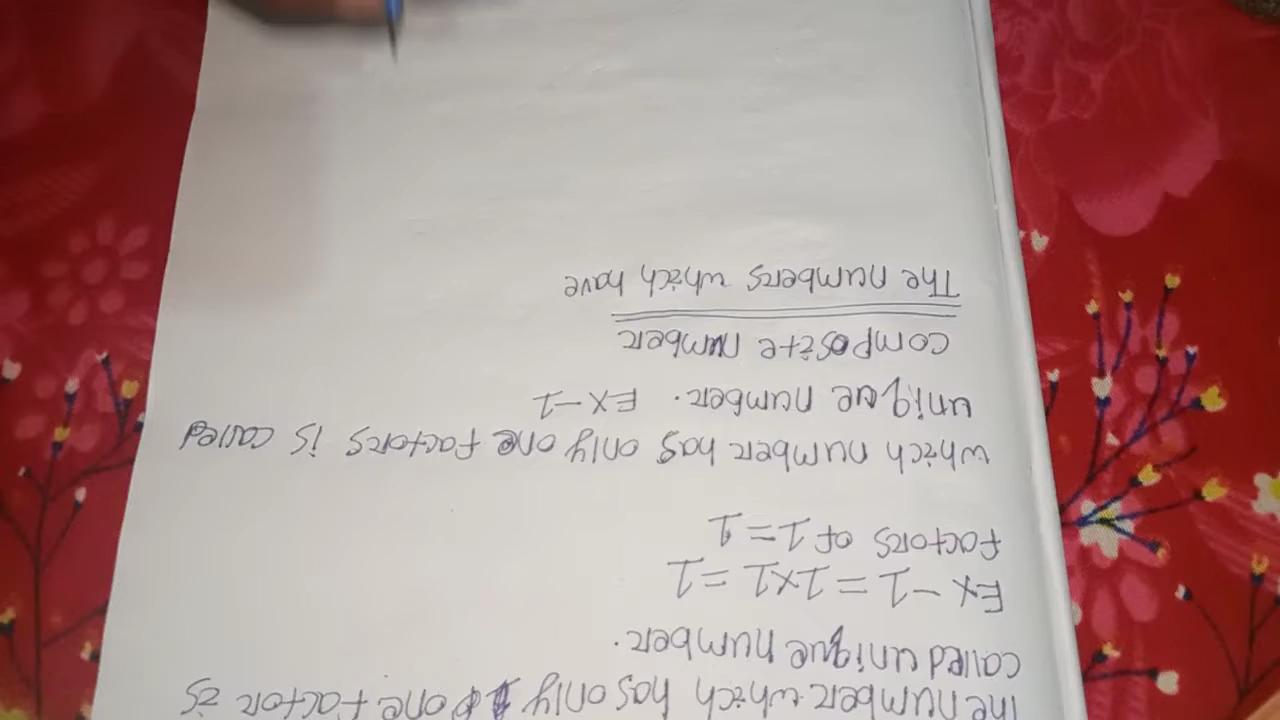 The number which has only one factor is
called unique number.
Ex - 1 = 1×1 = 1
factors of 1 = 1
which number has only one factors is called
unique number. Ex - 1
composite number
The numbers which have